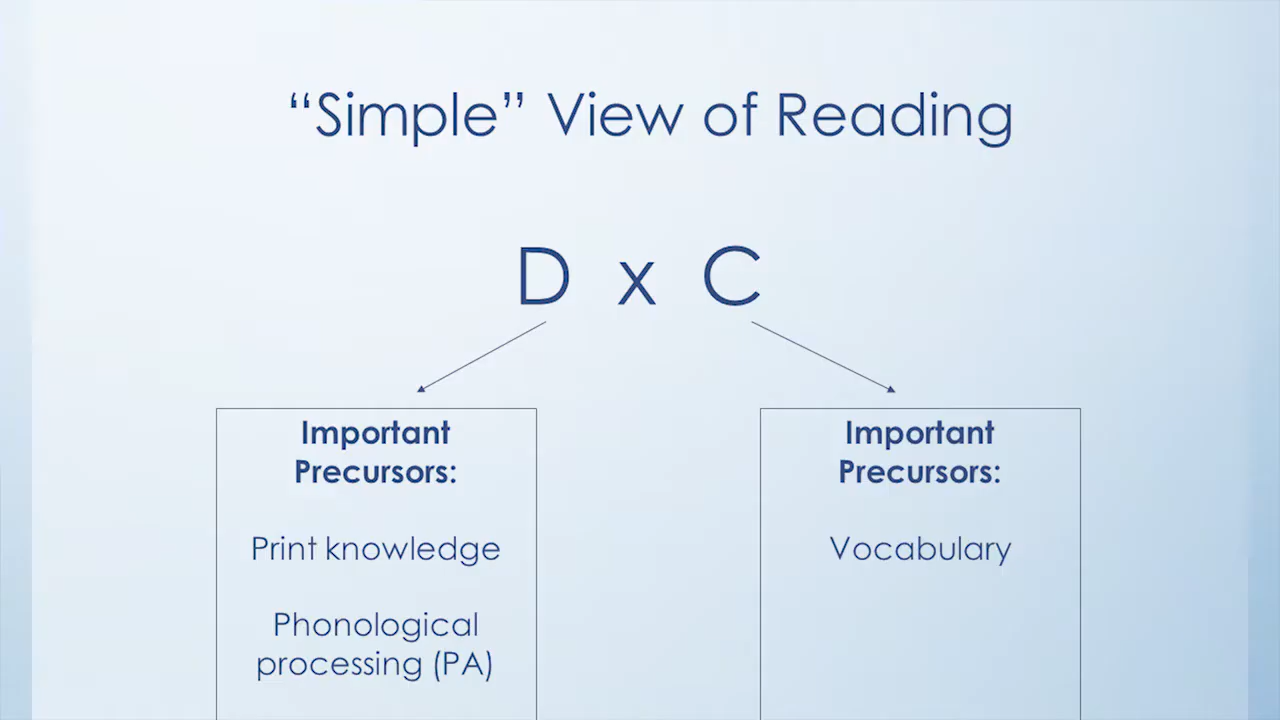 “Simple” View of Reading
D x C
Important
Precursors:
Print knowledge
Phonological
processing (PA)
Important
Precursors:
Vocabulary